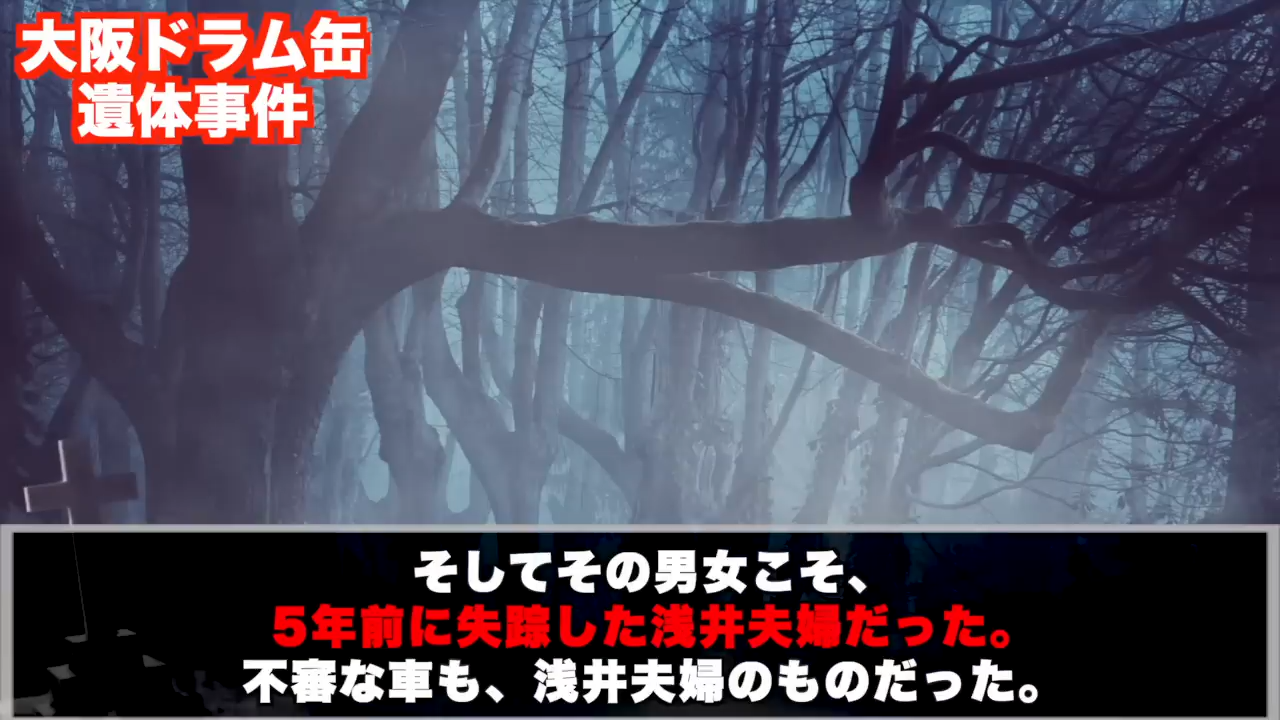 大阪ドラム缶
遺体事件
そしてその男女こそ、
5年前に失踪した浅井夫婦だった。
不審な車も、浅井夫婦のものだった。